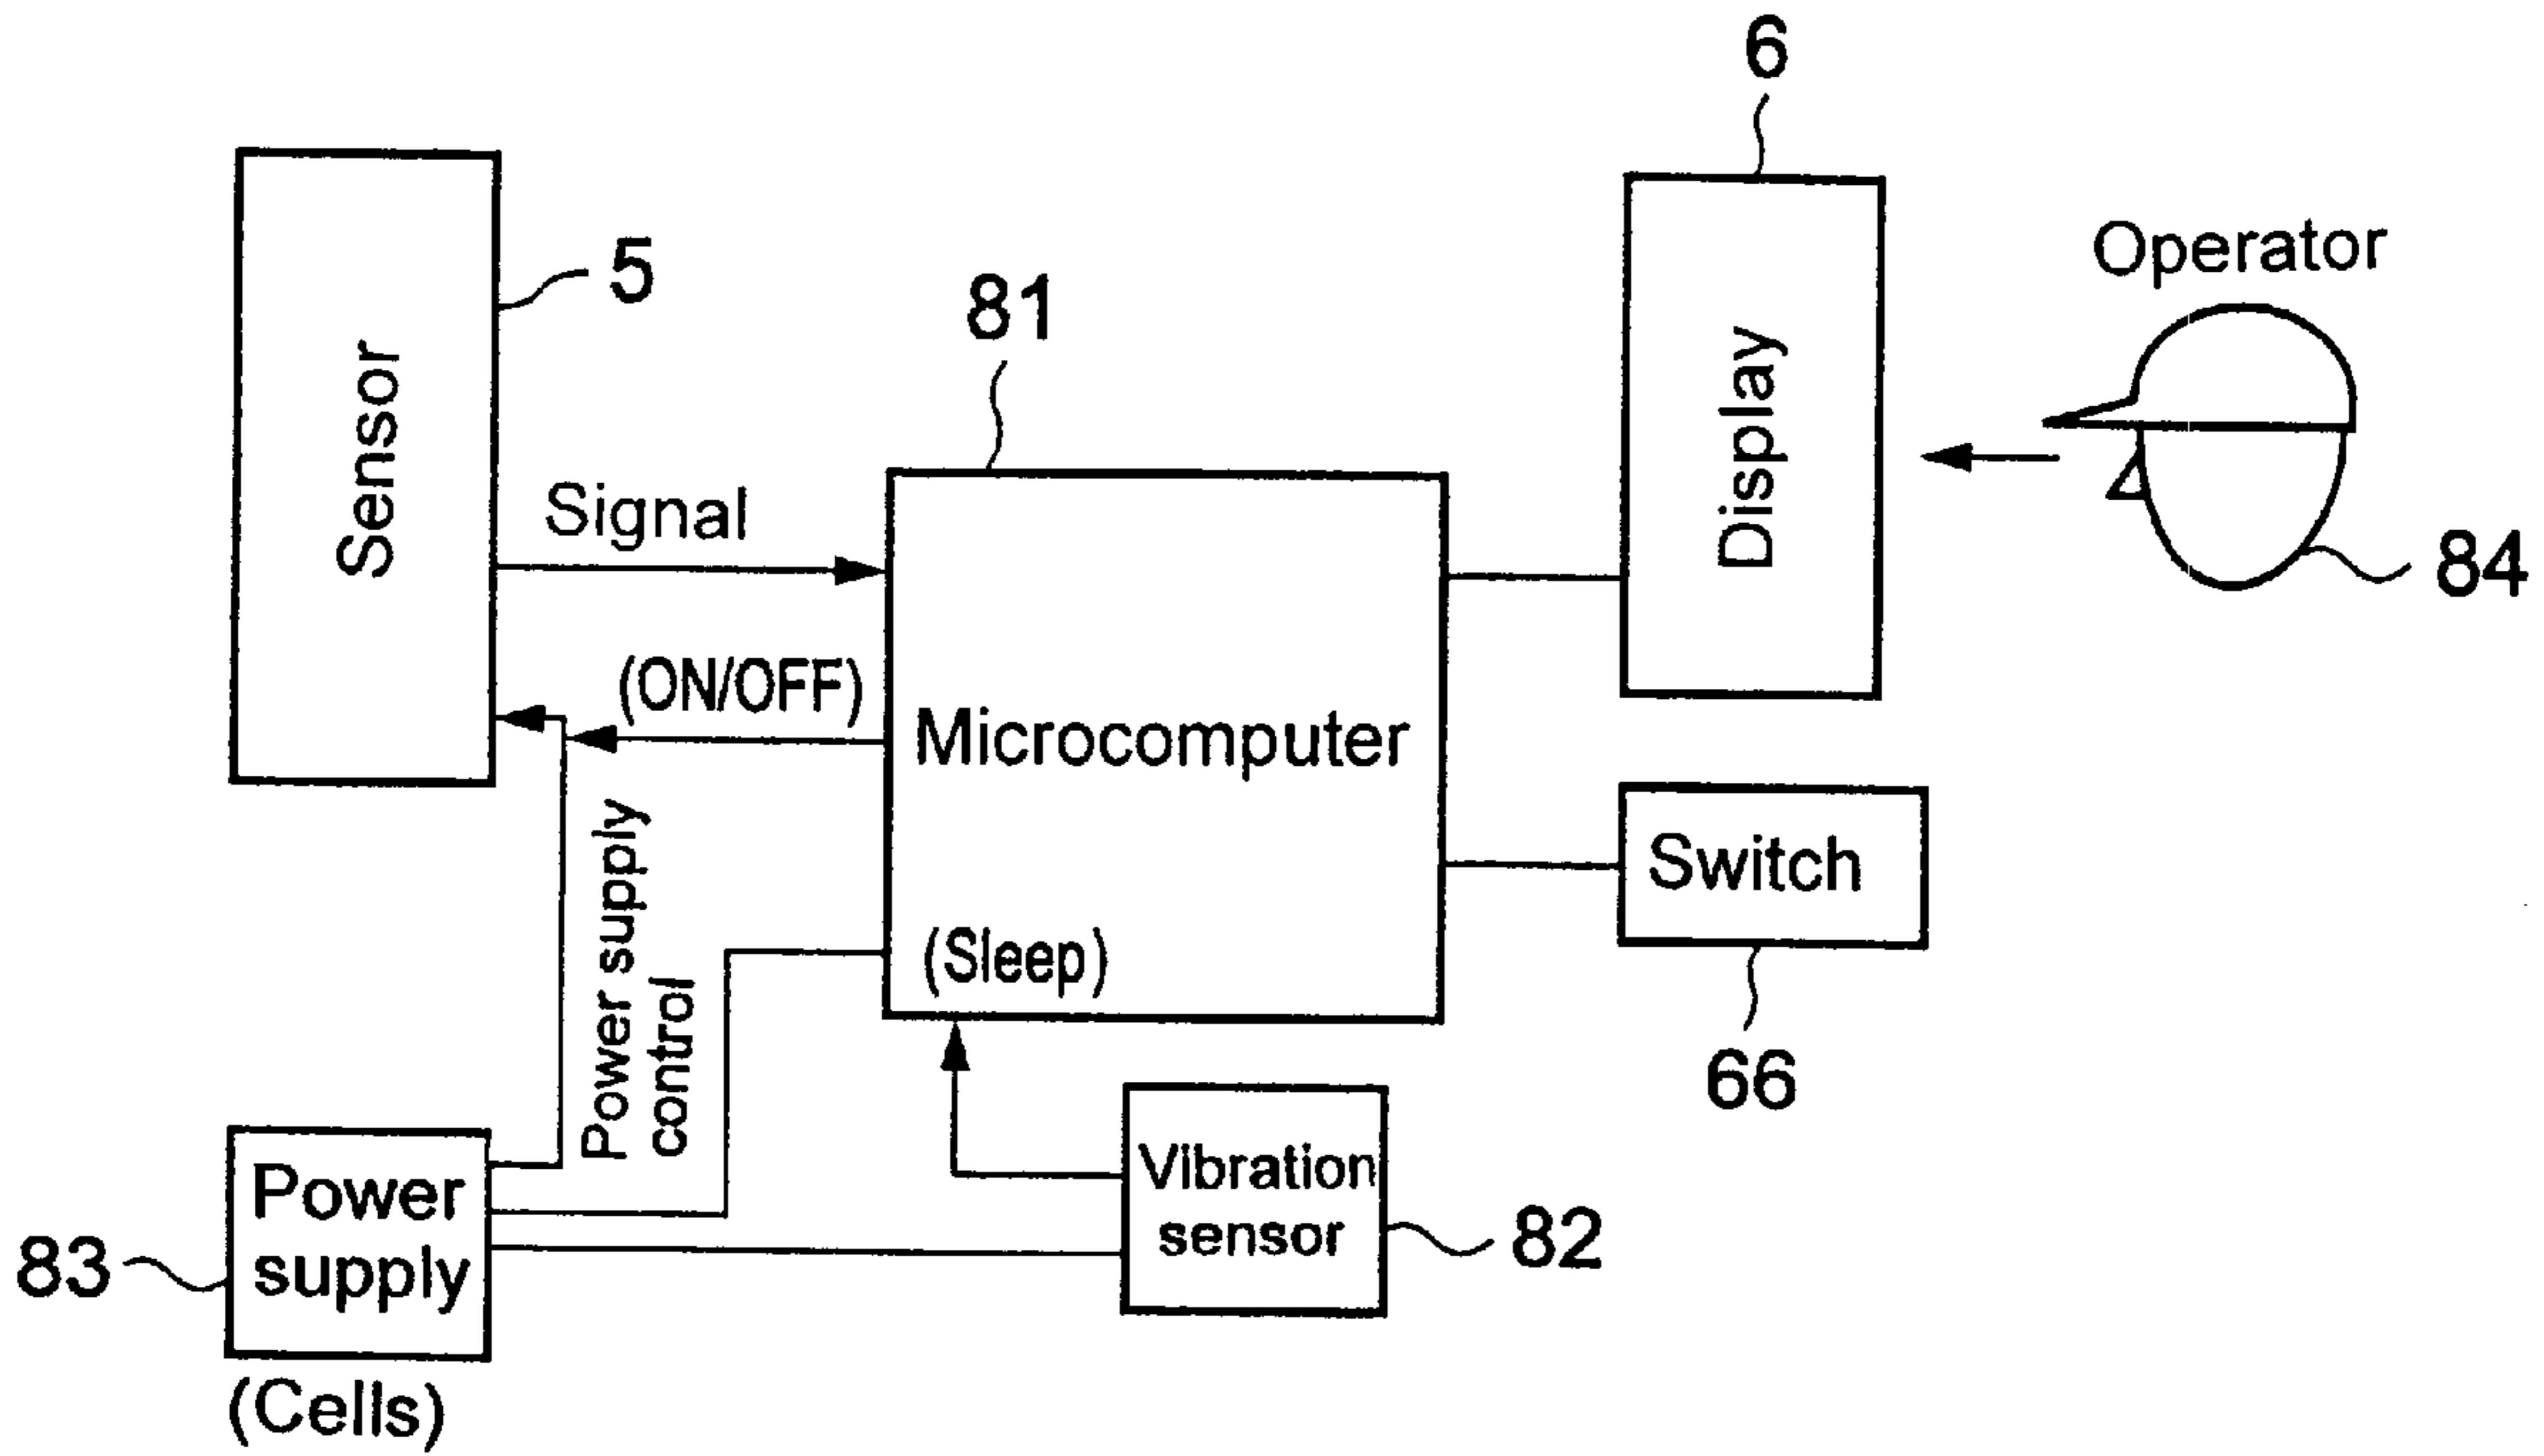 6
Operator
5
81
Sensor
Display
Signal
84
(ON/OFF)
Microcomputer
Power supply
control
Switch
(Sleep)
66
Power
supply
Vibration
sensor
83
82
(Cells)